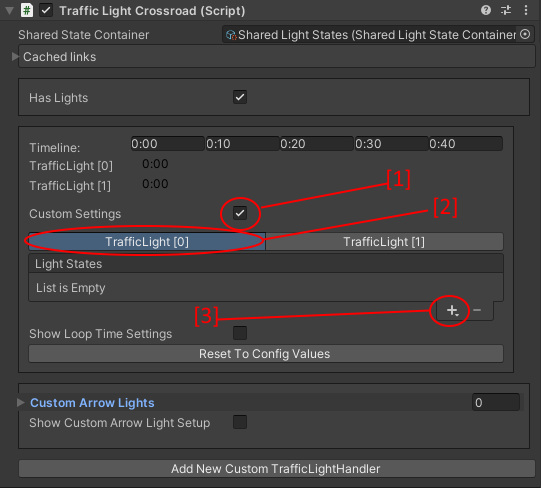 Traffic Light Crossroad (Script)
Shared State Container Shared Light States (Shared Light State Container
Cached links
Has Lights
Timeline: 0:00 0:10 0:20 0:30 0:40
TrafficLight [0] 0:00
TrafficLight [1] 0:00
[1]
Custom Settings
[2]
TrafficLight [0] TrafficLight [1]
Light States
List is Empty
[3]
Show Loop Time Settings
Reset To Config Values
Custom Arrow Lights 0
Show Custom Arrow Light Setup
Add New Custom TrafficLightHandler